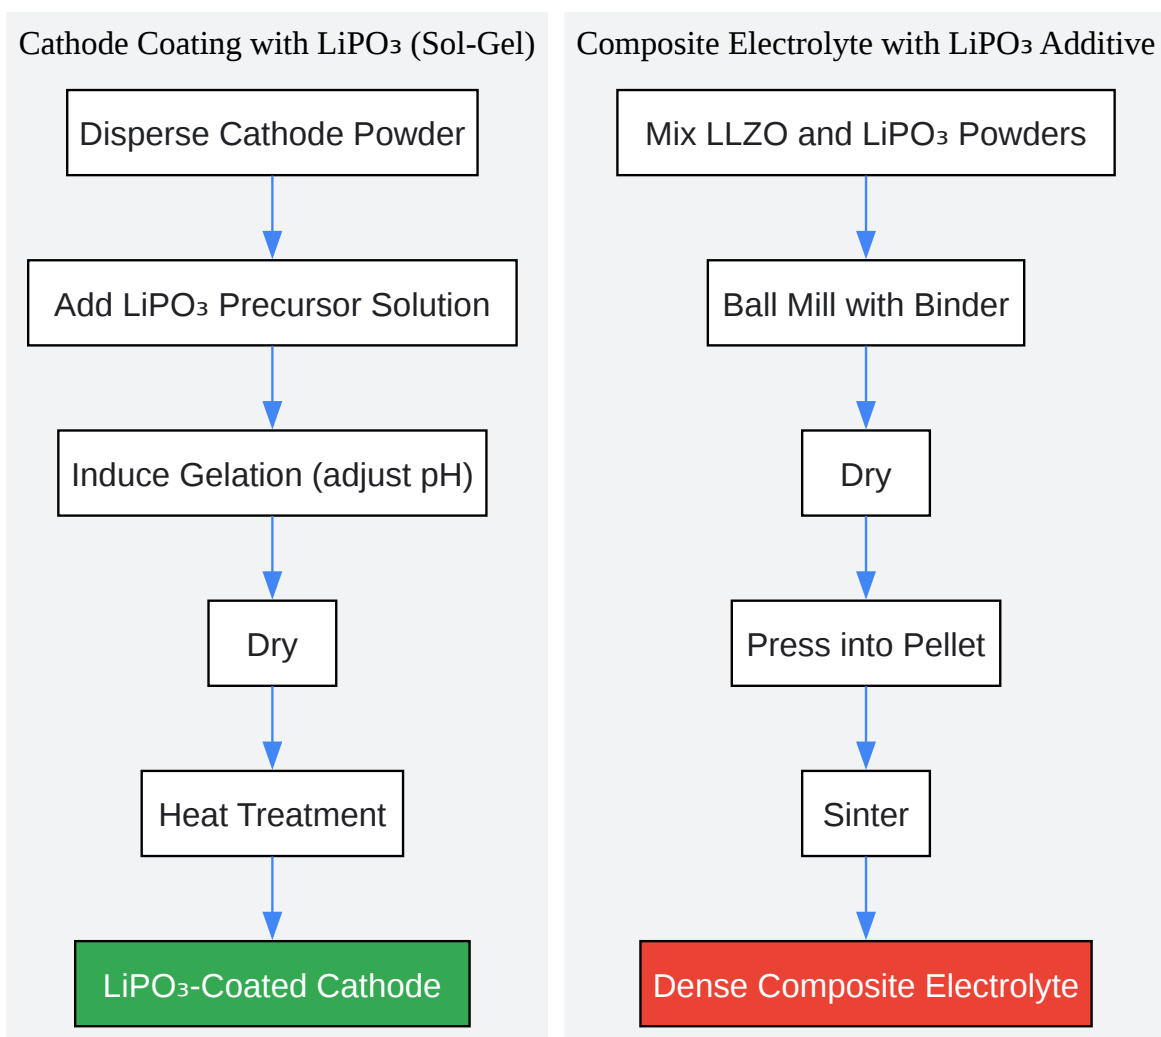 Cathode Coating with LiPO₃ (Sol-Gel)
Disperse Cathode Powder
Add LiPO₃ Precursor Solution
Induce Gelation (adjust pH)
Dry
Heat Treatment
LiPO₃-Coated Cathode
Composite Electrolyte with LiPO₃ Additive
Mix LLZO and LiPO₃ Powders
Ball Mill with Binder
Dry
Press into Pellet
Sinter
Dense Composite Electrolyte